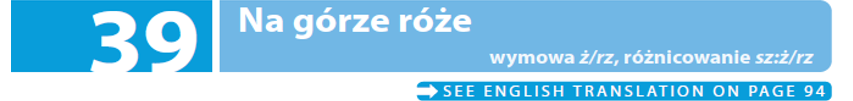 39
Na górze róże
wymowa ż/rz, różnicowanie sz:ż/rz
SEE ENGLISH TRANSLATION ON PAGE 94